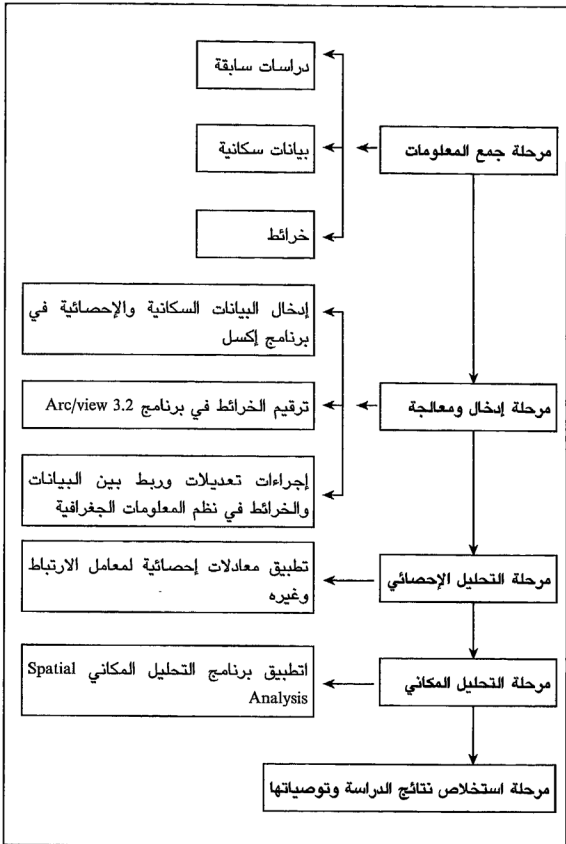 دراسات سابقة
مرحلة جمع المعلومات
بيانات سكانية
خرائط
إدخال البيانات السكانية والإحصائية في
برنامج إكسل
مرحلة إدخال ومعالجة
ترقيم الخرائط في برنامج Arc/view 3.2
إجراءات تعديلات وربط بين البيانات
والخرائط في نظم المعلومات الجغرافية
مرحلة التحليل الإحصائي
تطبيق معادلات إحصائية لمعامل الارتباط
وغيره
مرحلة التحليل المكاني
اتطبيق برنامج التحليل المكاني Spatial
Analysis
مرحلة استخلاص نتائج الدراسة وتوصياتها